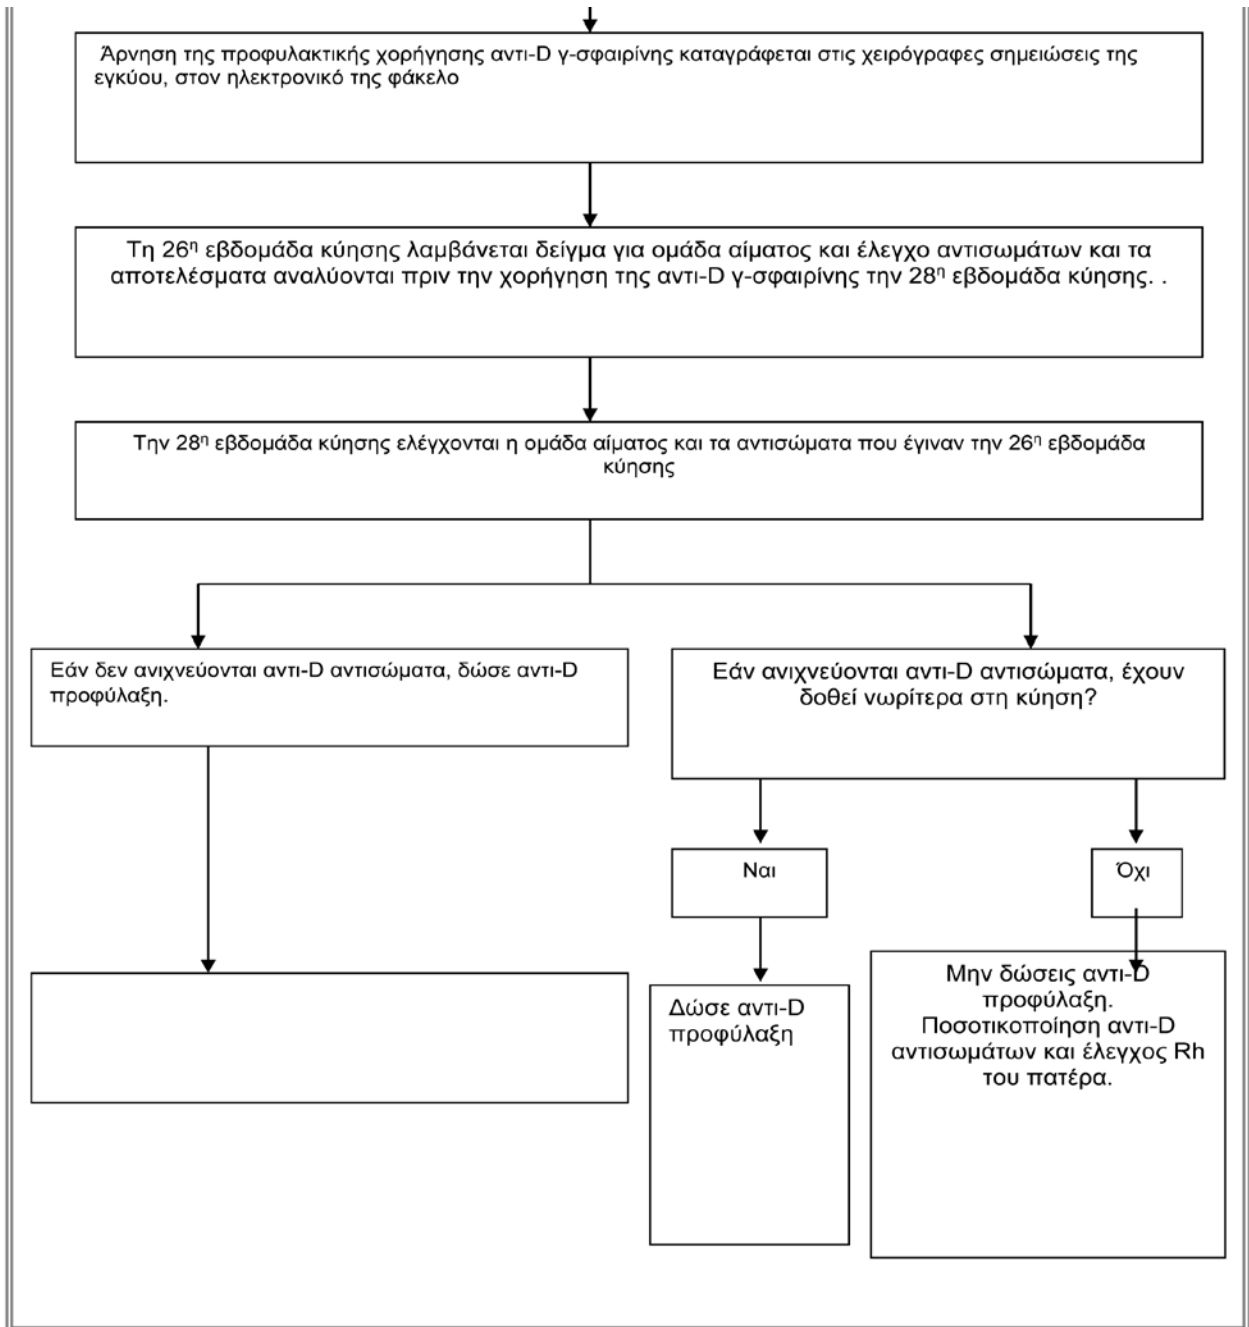 Άρνηση της προφυλακτικής χορήγησης αντι-D γ-σφαιρίνης καταγράφεται στις χειρόγραφες σημειώσεις της
εγκύου, στον ηλεκτρονικό της φάκελο
Τη 26η εβδομάδα κύησης λαμβάνεται δείγμα για ομάδα αίματος και έλεγχο αντισωμάτων και τα
αποτελέσματα αναλύονται πριν την χορήγηση της αντι-D γ-σφαιρίνης την 28η εβδομάδα κύησης. .
Την 28η εβδομάδα κύησης ελέγχονται η ομάδα αίματος και τα αντισώματα που έγιναν την 26η εβδομάδα
κύησης
Εάν δεν ανιχνεύονται αντι-D αντισώματα, δώσε αντι-D
προφύλαξη.
Εάν ανιχνεύονται αντι-D αντισώματα, έχουν
δοθεί νωρίτερα στη κύηση?
Ναι
Όχι
Δώσε αντι-D
προφύλαξη
Μην δώσεις αντι-D
προφύλαξη.
Ποσοτικοποίηση αντι-D
αντισωμάτων και έλεγχος Rh
του πατέρα.